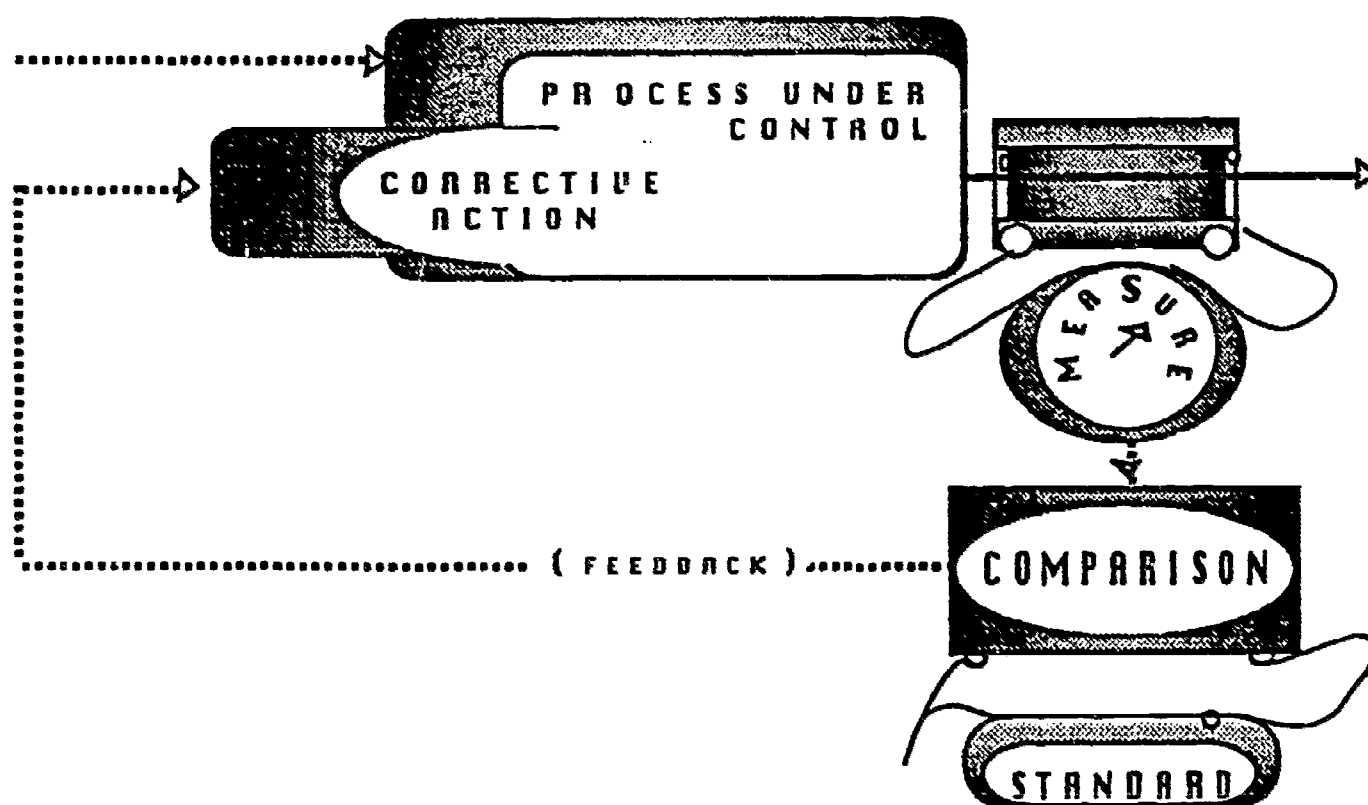 PROCESS UNDER
CONTROL
CORRECTIVE
ACTION
MEASURE
( FEEDBACK )
COMPARISON
STANDARD